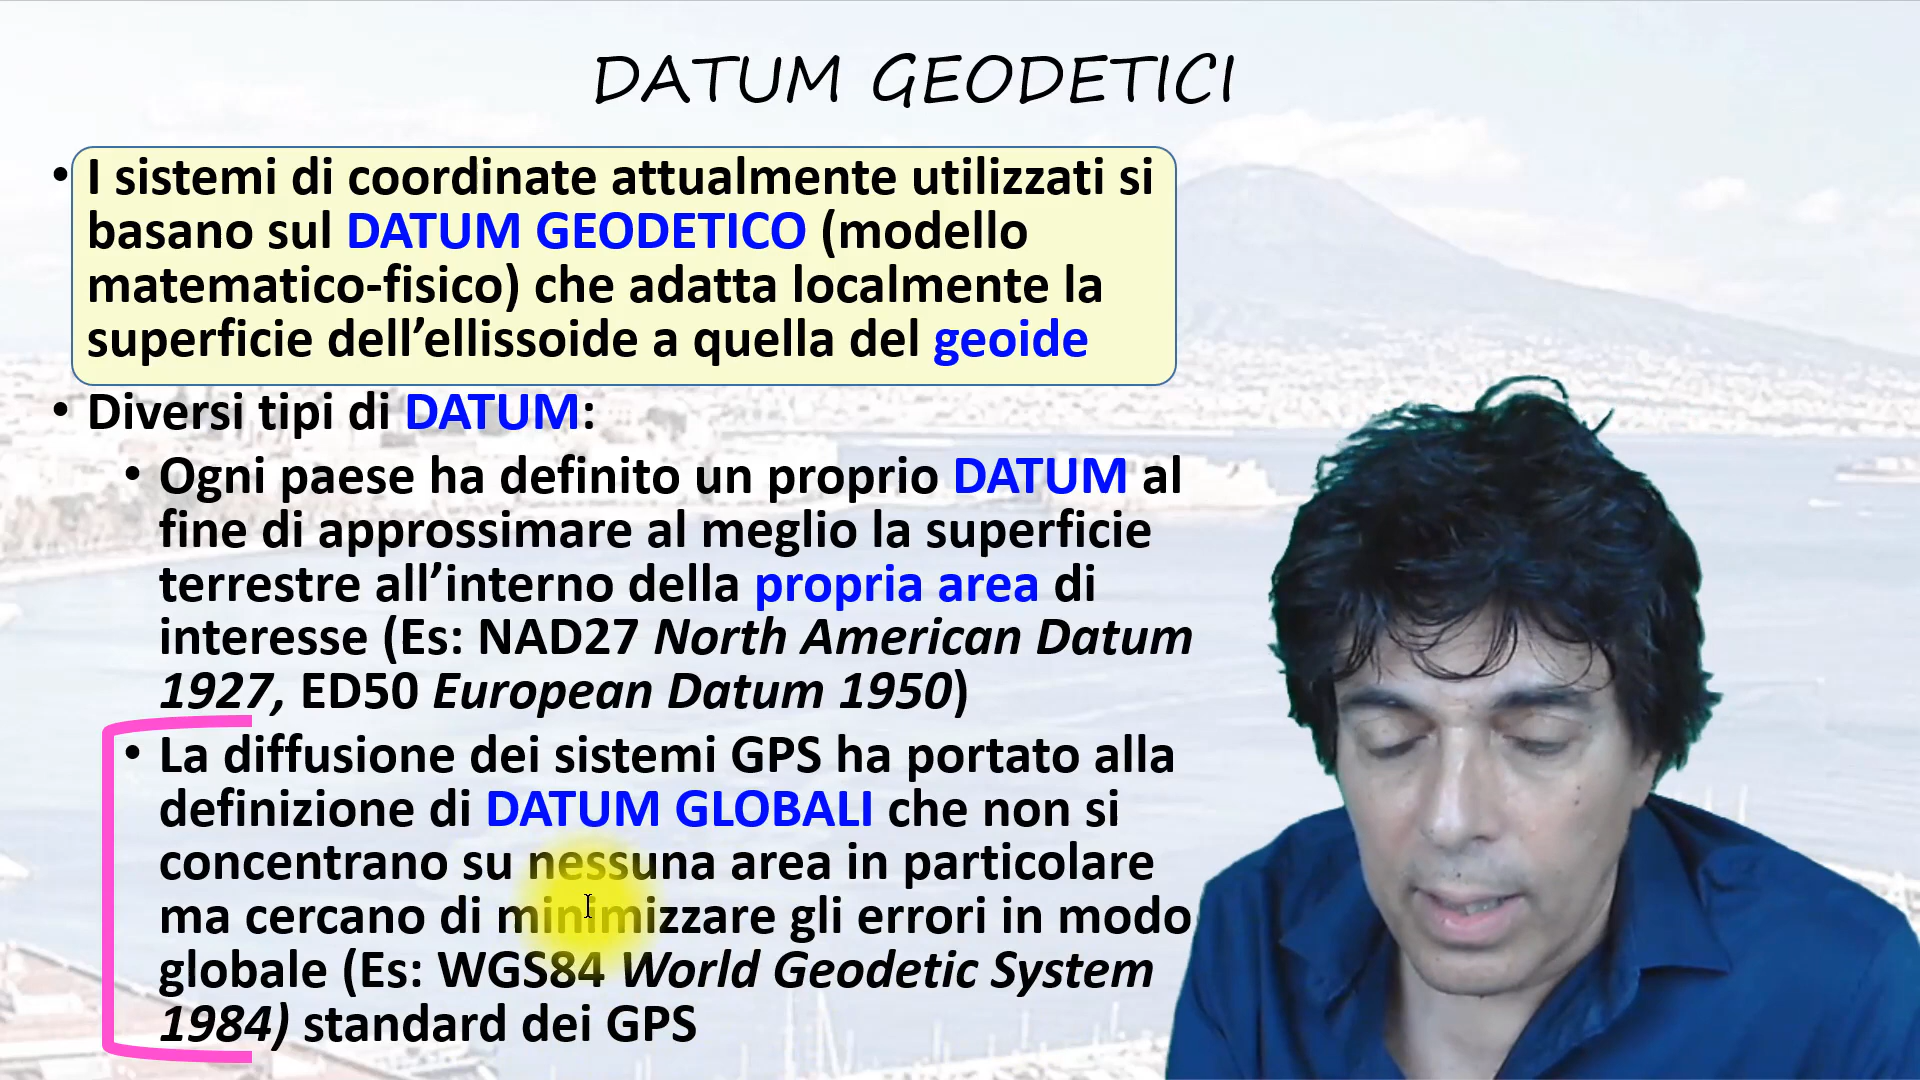 DATUM GEODETICI
• I sistemi di coordinate attualmente utilizzati si
basano sul DATUM GEODETICO (modello
matematico-fisico) che adatta localmente la
superficie dell’ellissoide a quella del geoide
• Diversi tipi di DATUM:
• Ogni paese ha definito un proprio DATUM al
fine di approssimare al meglio la superficie
terrestre all’interno della propria area di
interesse (Es: NAD27 North American Datum
1927, ED50 European Datum 1950)
• La diffusione dei sistemi GPS ha portato alla
definizione di DATUM GLOBALI che non si
concentrano su nessuna area in particolare
ma cercano di minimizzare gli errori in modo
globale (Es: WGS84 World Geodetic System
1984) standard dei GPS